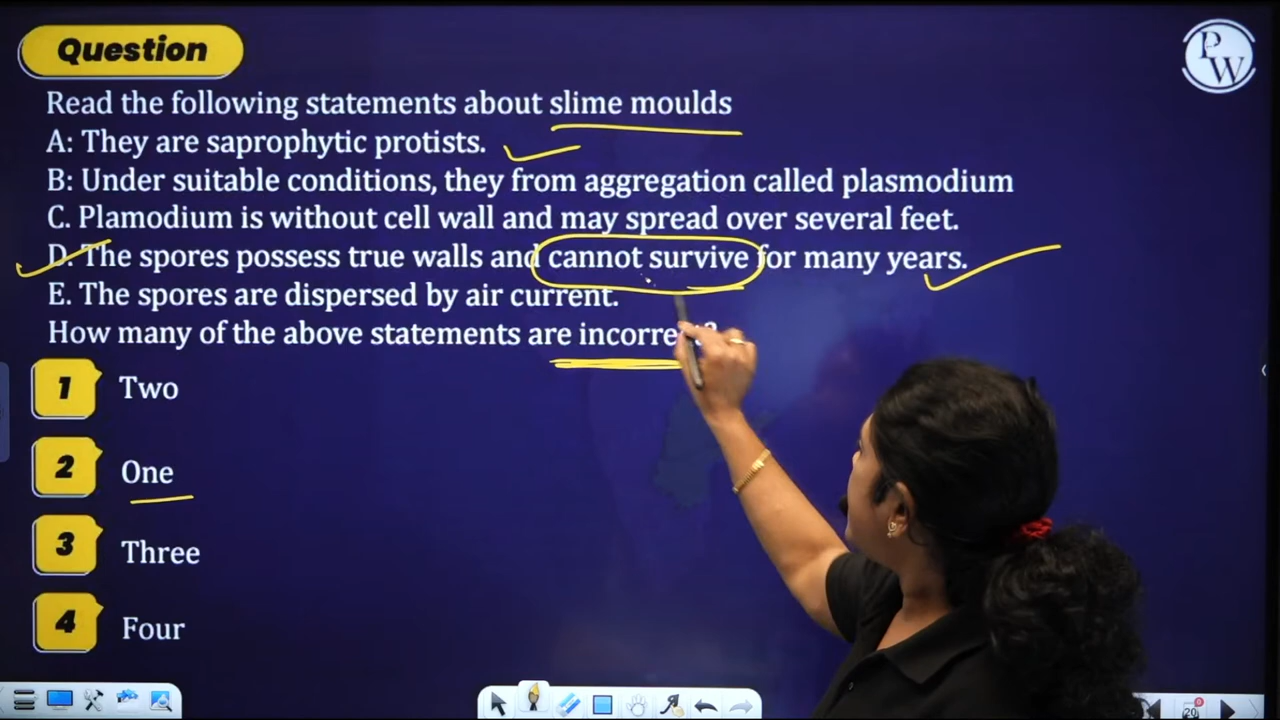 Question
PW
Read the following statements about slime moulds
A: They are saprophytic protists.
B: Under suitable conditions, they from aggregation called plasmodium
C. Plamodium is without cell wall and may spread over several feet.
D. The spores possess true walls and cannot survive for many years.
E. The spores are dispersed by air current.
How many of the above statements are
1 Two
2 One
3 Three
4 Four
20